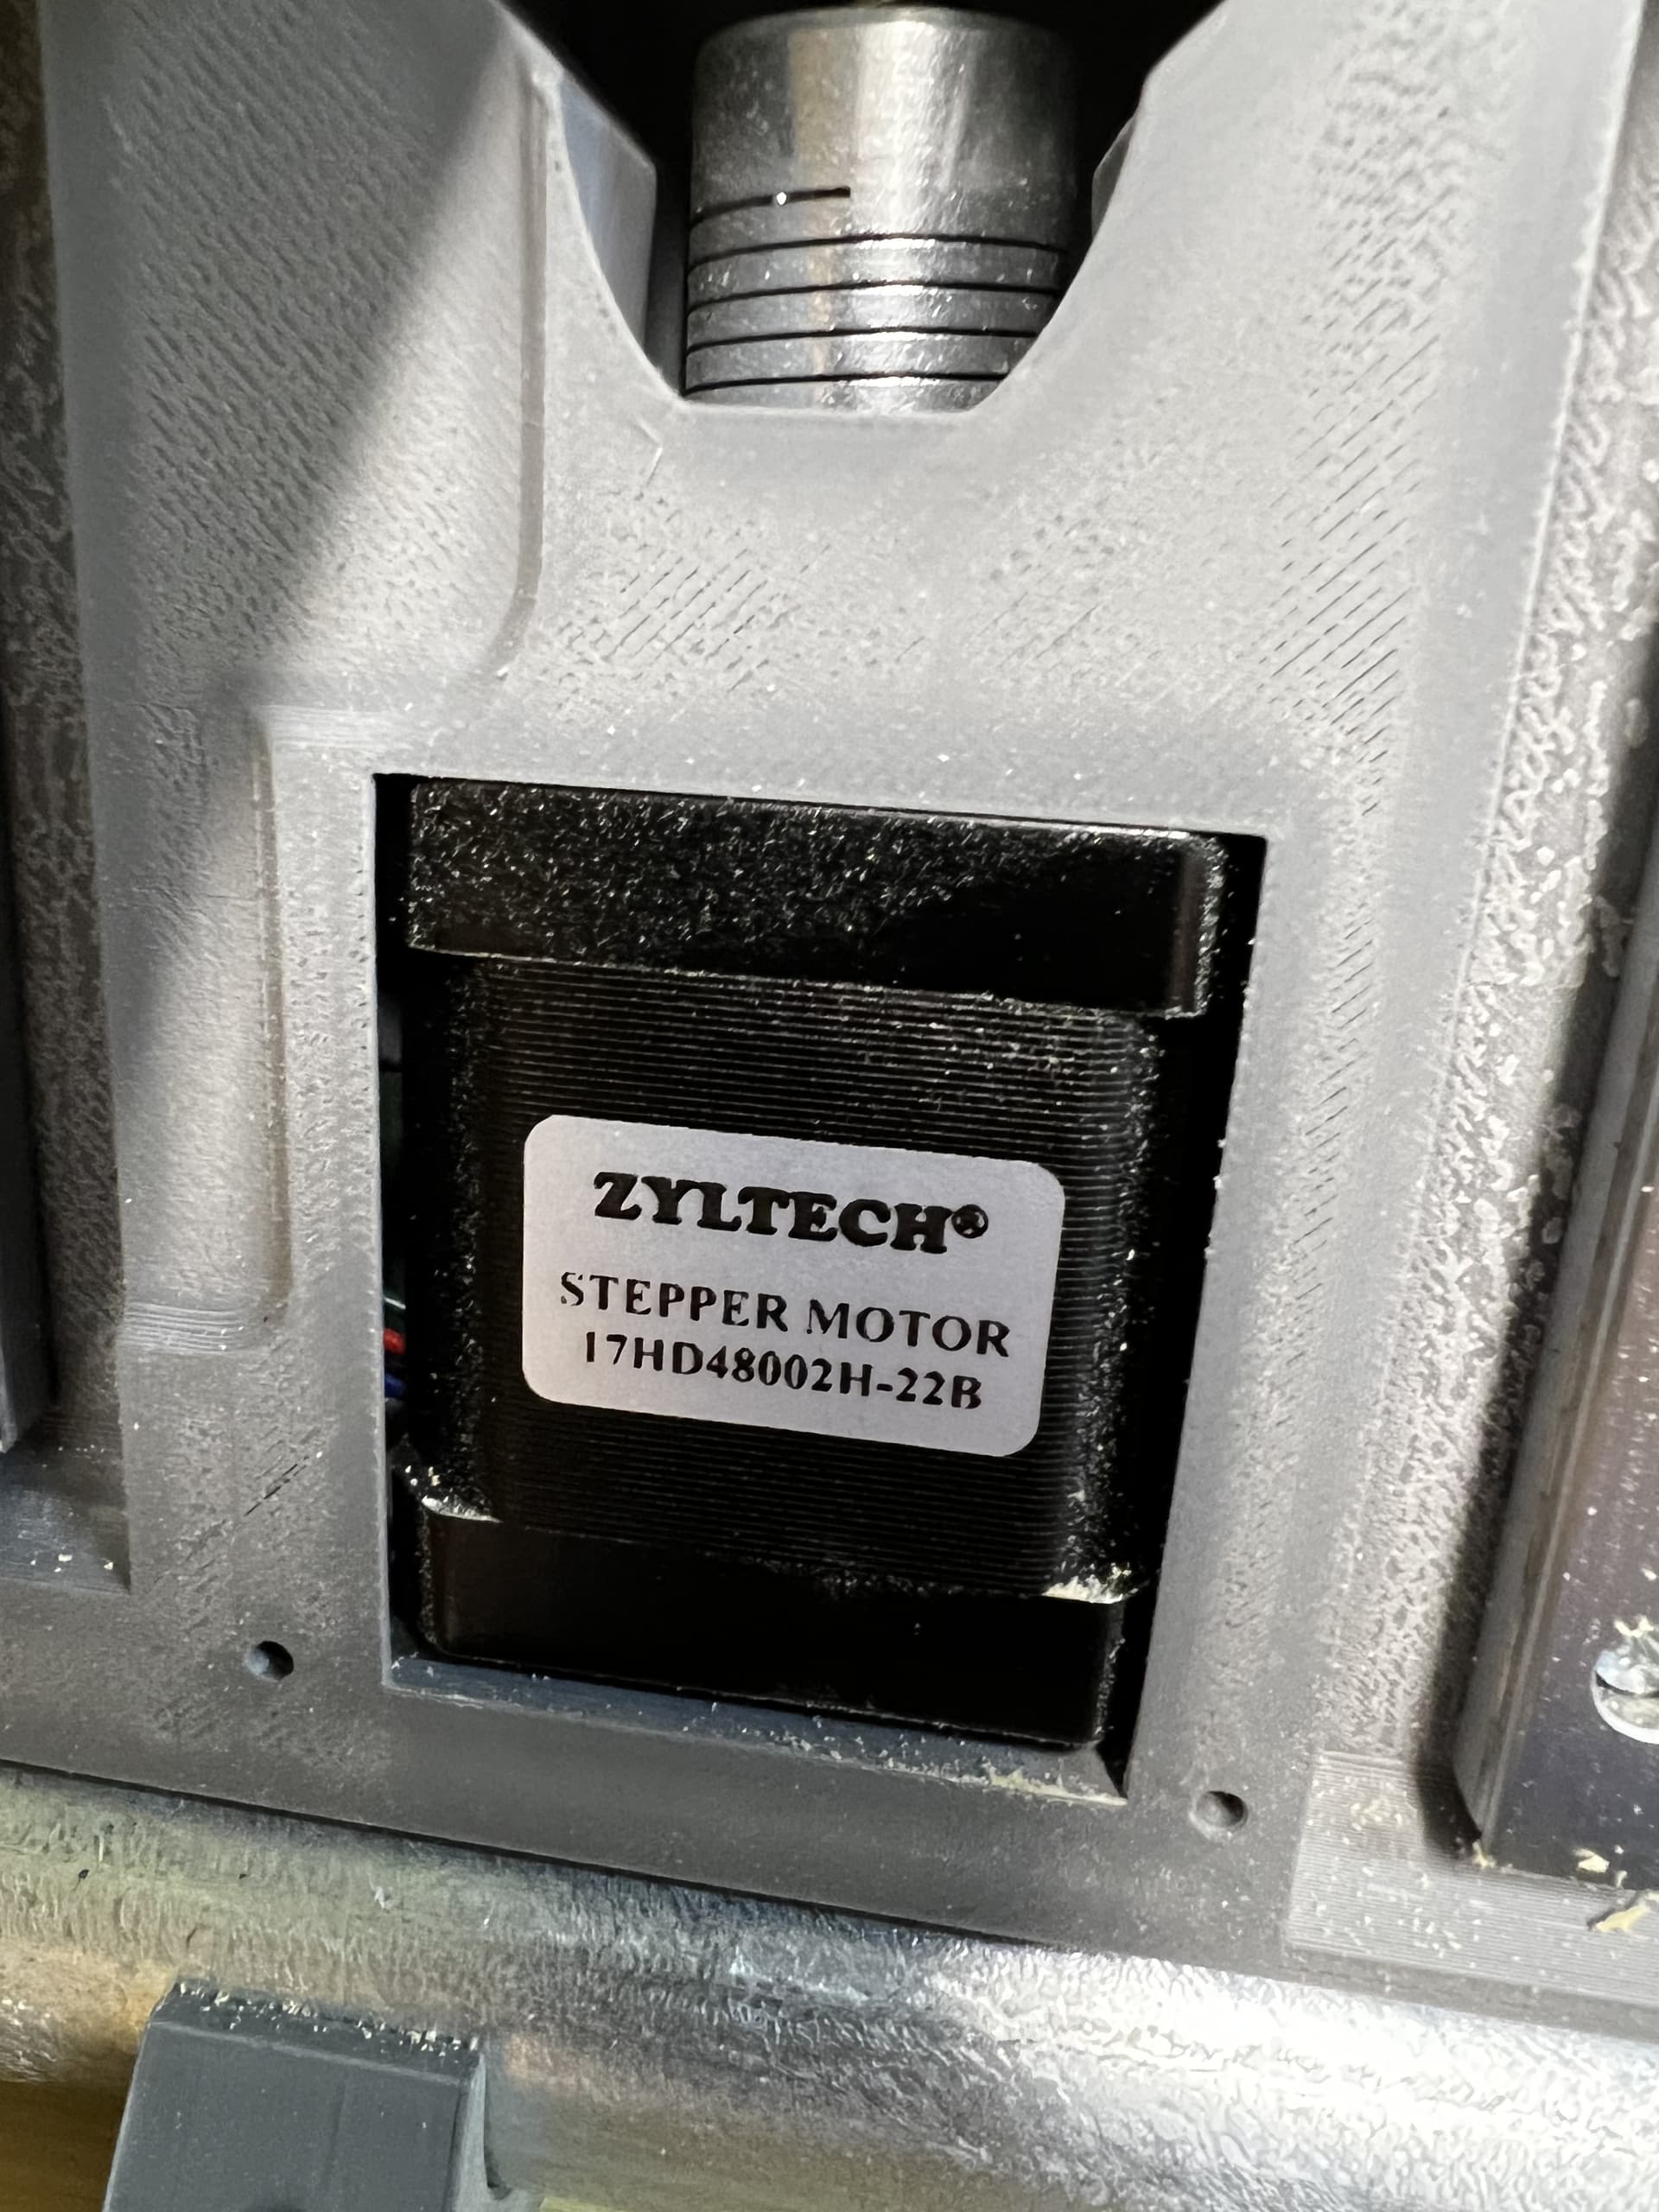 ZYLTECH®
STEPPER MOTOR
17HD48002H-22B